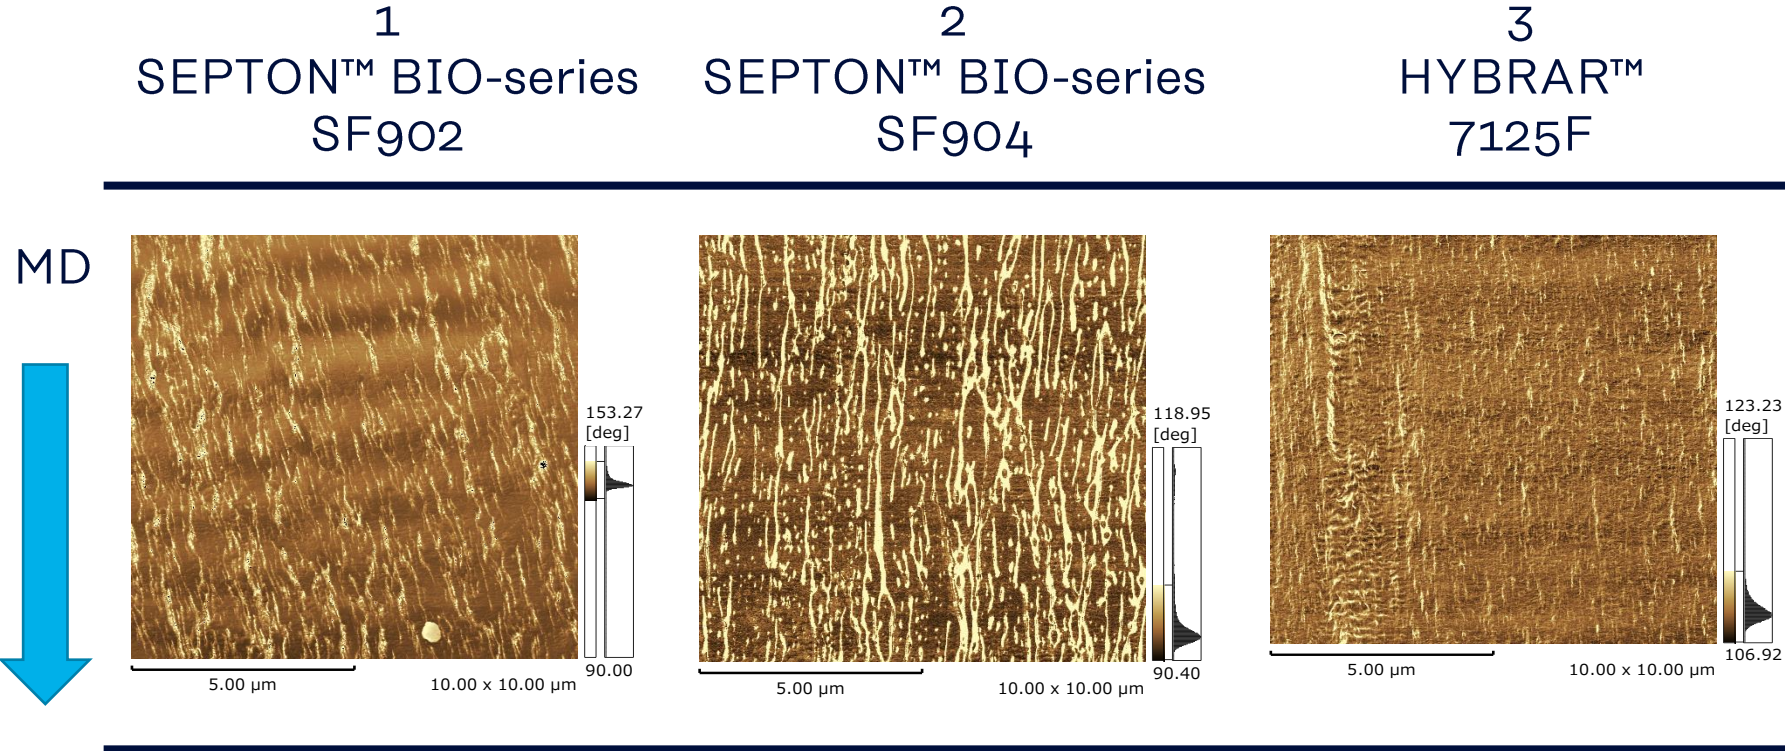 1
SEPTON™ BIO-series
SF902
2
SEPTON™ BIO-series
SF904
3
HYBRAR™
7125F
MD
153.27
[deg]
90.00
5.00 µm
10.00 x 10.00 µm
118.95
[deg]
90.40
5.00 µm
10.00 x 10.00 µm
123.23
[deg]
106.92
5.00 µm
10.00 x 10.00 µm